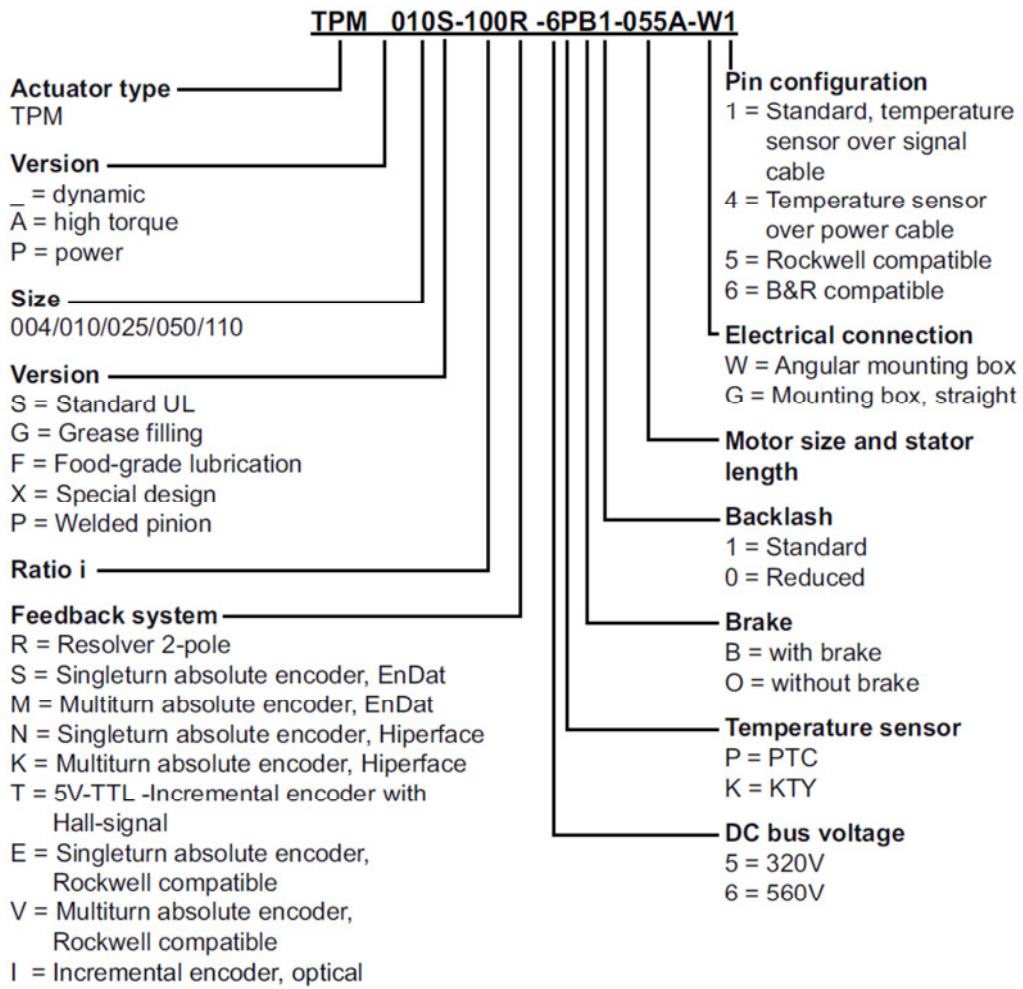 TPM_ 010S-100R -6PB1-055A-W1
Actuator type
TPM
Version
_ = dynamic
A = high torque
P = power
Size
004/010/025/050/110
Version
S = Standard UL
G = Grease filling
F = Food-grade lubrication
X = Special design
P = Welded pinion
Ratio i
Feedback system
R = Resolver 2-pole
S = Singleturn absolute encoder, EnDat
M = Multiturn absolute encoder, EnDat
N = Singleturn absolute encoder, Hiperface
K = Multiturn absolute encoder, Hiperface
T = 5V-TTL -Incremental encoder with
Hall-signal
E = Singleturn absolute encoder,
Rockwell compatible
V = Multiturn absolute encoder,
Rockwell compatible
I = Incremental encoder, optical
Pin configuration
1 = Standard, temperature
sensor over signal
cable
4 = Temperature sensor
over power cable
5 = Rockwell compatible
6 = B&R compatible
Electrical connection
W = Angular mounting box
G = Mounting box, straight
Motor size and stator
length
Backlash
1 = Standard
0 = Reduced
Brake
B = with brake
O = without brake
Temperature sensor
P = PTC
K = KTY
DC bus voltage
5 = 320V
6 = 560V